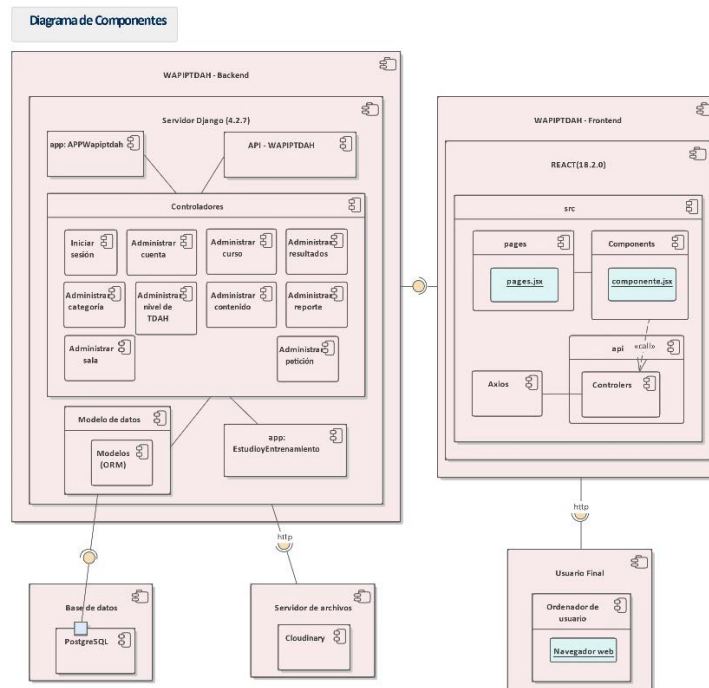 Diagrama de Componentes
WAPIPTDAH - Backend
Servidor Django (4.2.7)
app: APPWapiptdah
API - WAPIPTDAH
Controladores
Iniciar
sesión
Administrar
cuenta
Administrar
curso
Administrar
resultados
Administrar
categoría
Administrar
nivel de
TDAH
Administrar
contenido
Administrar
reporte
Administrar
sala
Administrar
patición
Modelo de datos
Modelos
(ORM)
app:
EstudioyEntrenamiento
http
Base de datos
PostgreSQL
Servidor de archivos
Cloudinary
WAPIPTDAH - Frontend
REACT(18.2.0)
src
pages
pages.jsx
Components
componente.jsx
«call»
api
Controlers
Axios
http
Usuario Final
Ordenador de
usuario
Navegador web